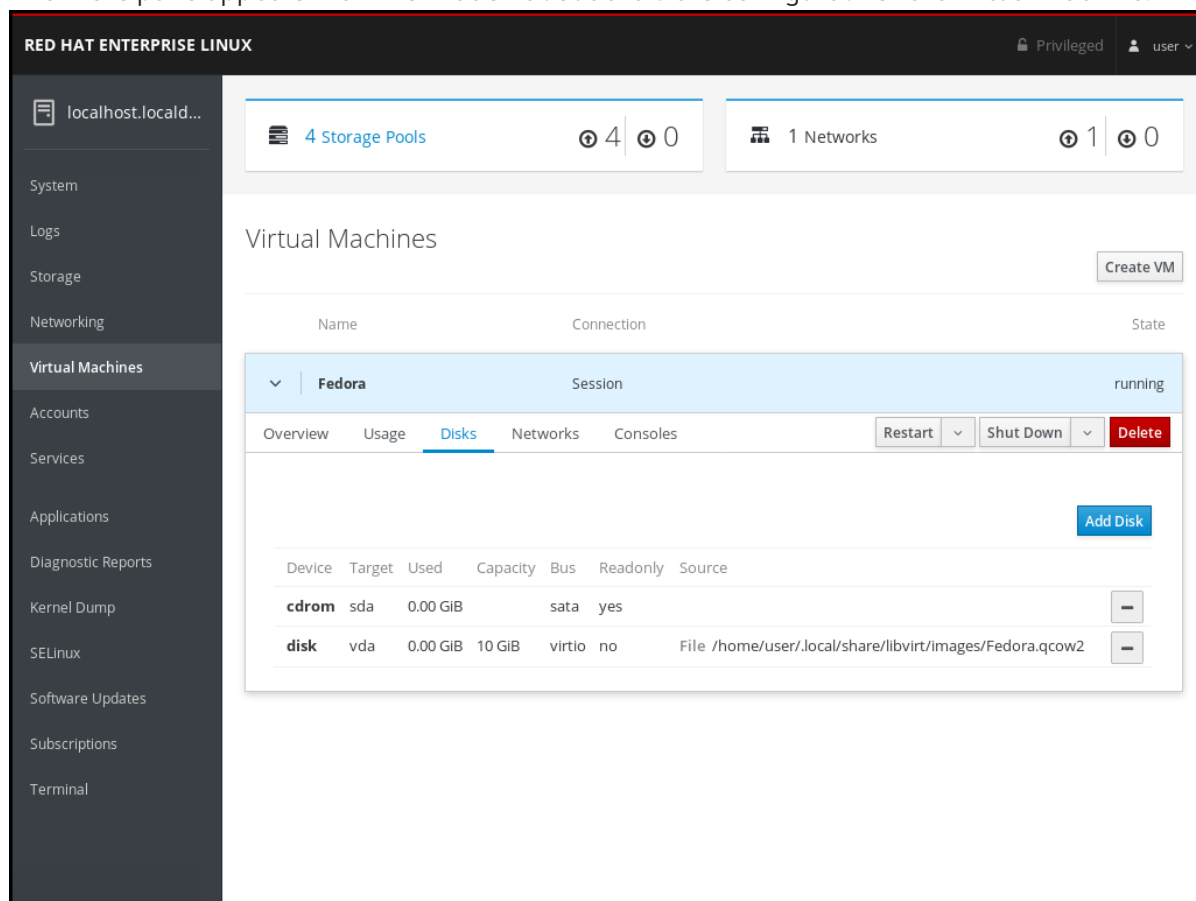 RED HAT ENTERPRISE LINUX
Privileged
user
localhost.locald...
4 Storage Pools
4
0
1 Networks
1
0
System
Logs
Storage
Networking
Virtual Machines
Accounts
Services
Applications
Diagnostic Reports
Kernel Dump
SELinux
Software Updates
Subscriptions
Terminal
Virtual Machines
Create VM
Name Connection State
Fedora Session running
Overview Usage Disks Networks Consoles Restart Shut Down Delete
Add Disk
Device Target Used Capacity Bus Readonly Source
cdrom sda 0.00 GiB sata yes
disk vda 0.00 GiB 10 GiB virtio no File /home/user/.local/share/libvirt/images/Fedora.qcow2